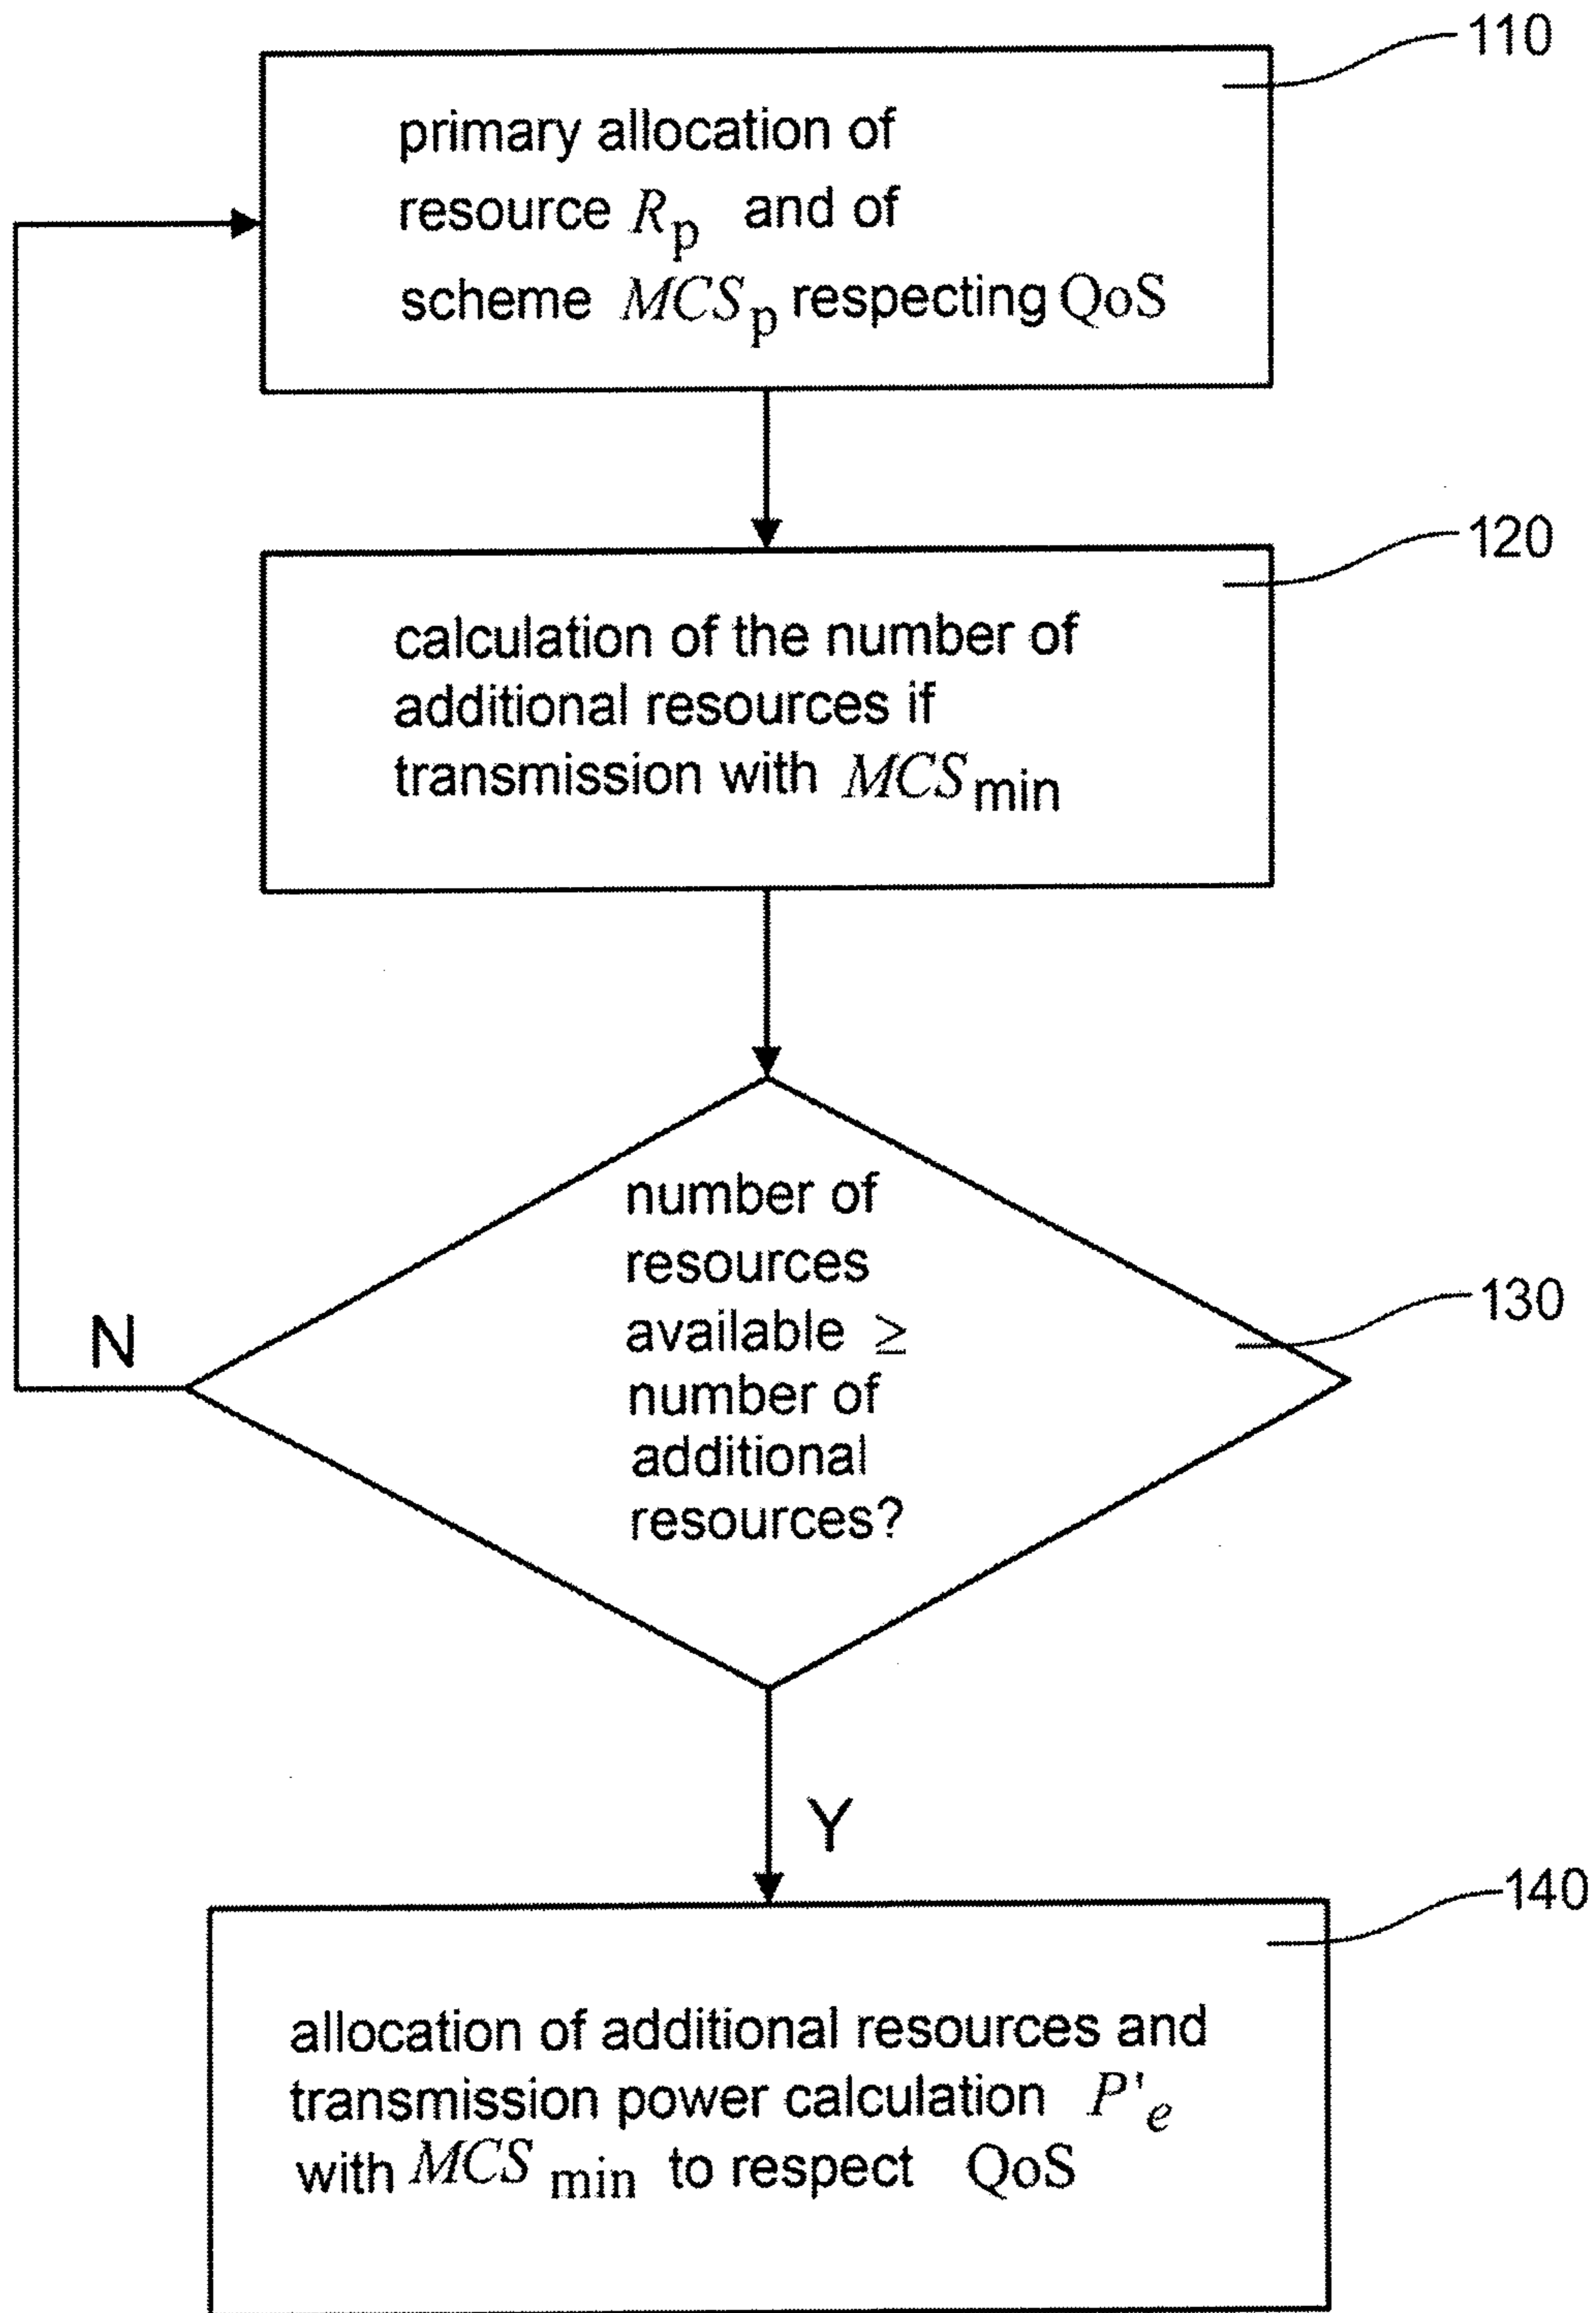 110
primary allocation of
resource Rp and of
scheme MCSp respecting QoS
120
calculation of the number of
additional resources if
transmission with MCSmin
130
number of
resources
available ≥
number of
additional
resources?
N
Y
140
allocation of additional resources and
transmission power calculation P'e
with MCS min to respect QoS